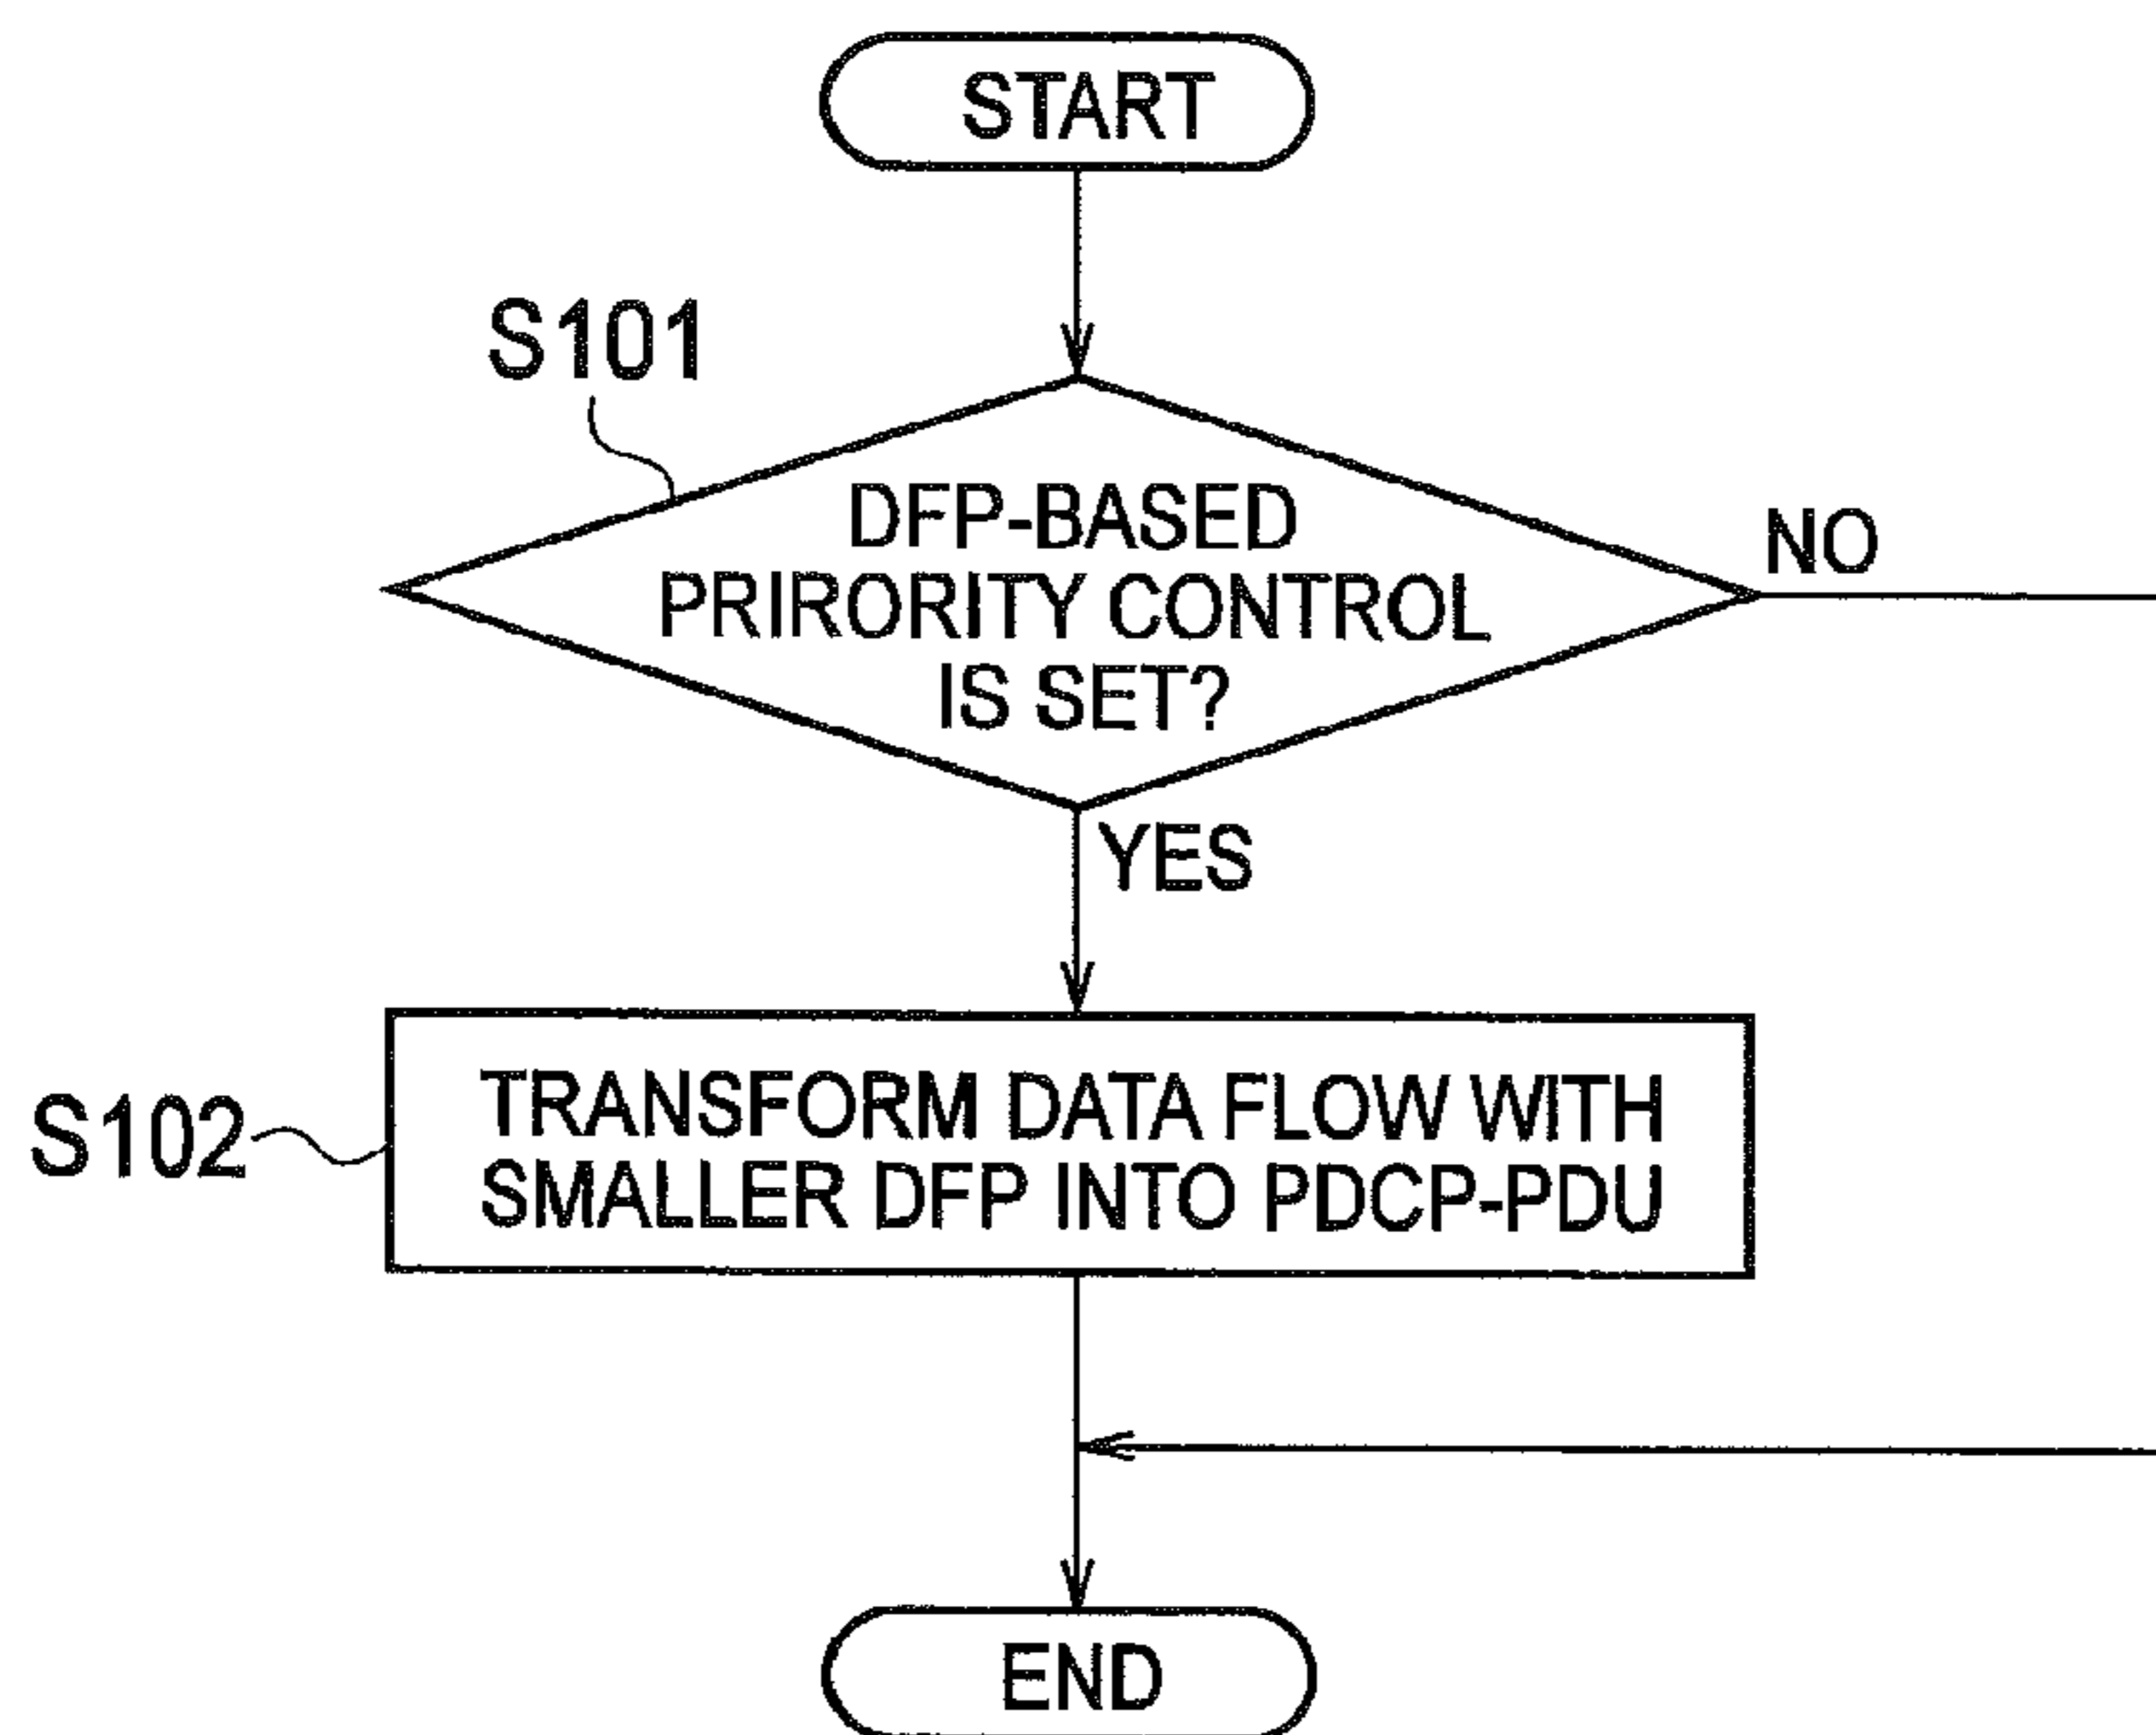 START
S101
DFP-BASED
PRIRORITY CONTROL
IS SET?
NO
YES
S102
TRANSFORM DATA FLOW WITH
SMALLER DFP INTO PDCP-PDU
END